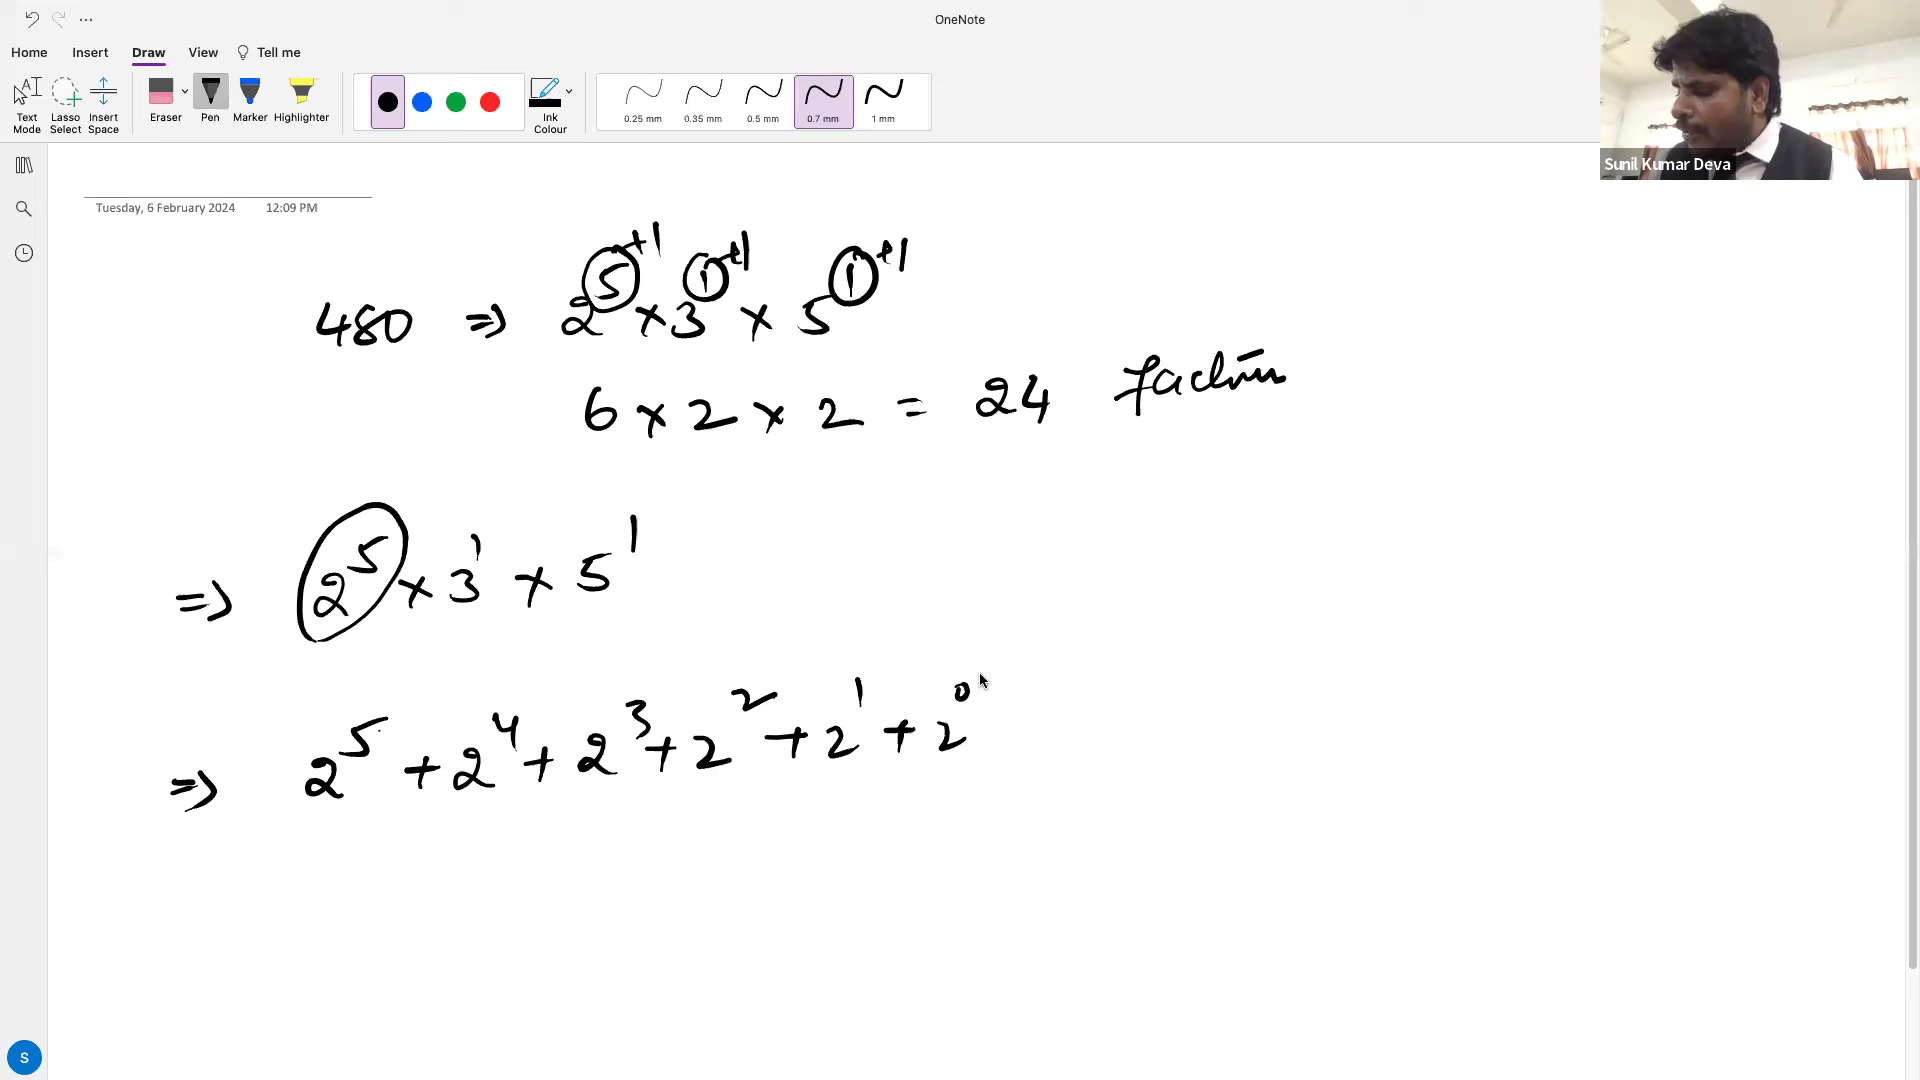 OneNote
Home Insert Draw View Tell me
Text Mode Lasso Select Insert Space Eraser Pen Marker Highlighter Ink Colour 0.25 mm 0.35 mm 0.5 mm 0.7 mm 1 mm
Sunil Kumar Deva
Tuesday, 6 February 2024 12:09 PM
480 ⇒ 2^5+1 × 3^1+1 × 5^1+1
6 × 2 × 2 = 24 factors
⇒ 2^5 × 3^1 × 5^1
⇒ 2^5 + 2^4 + 2^3 + 2^2 + 2^1 + 2^0
S